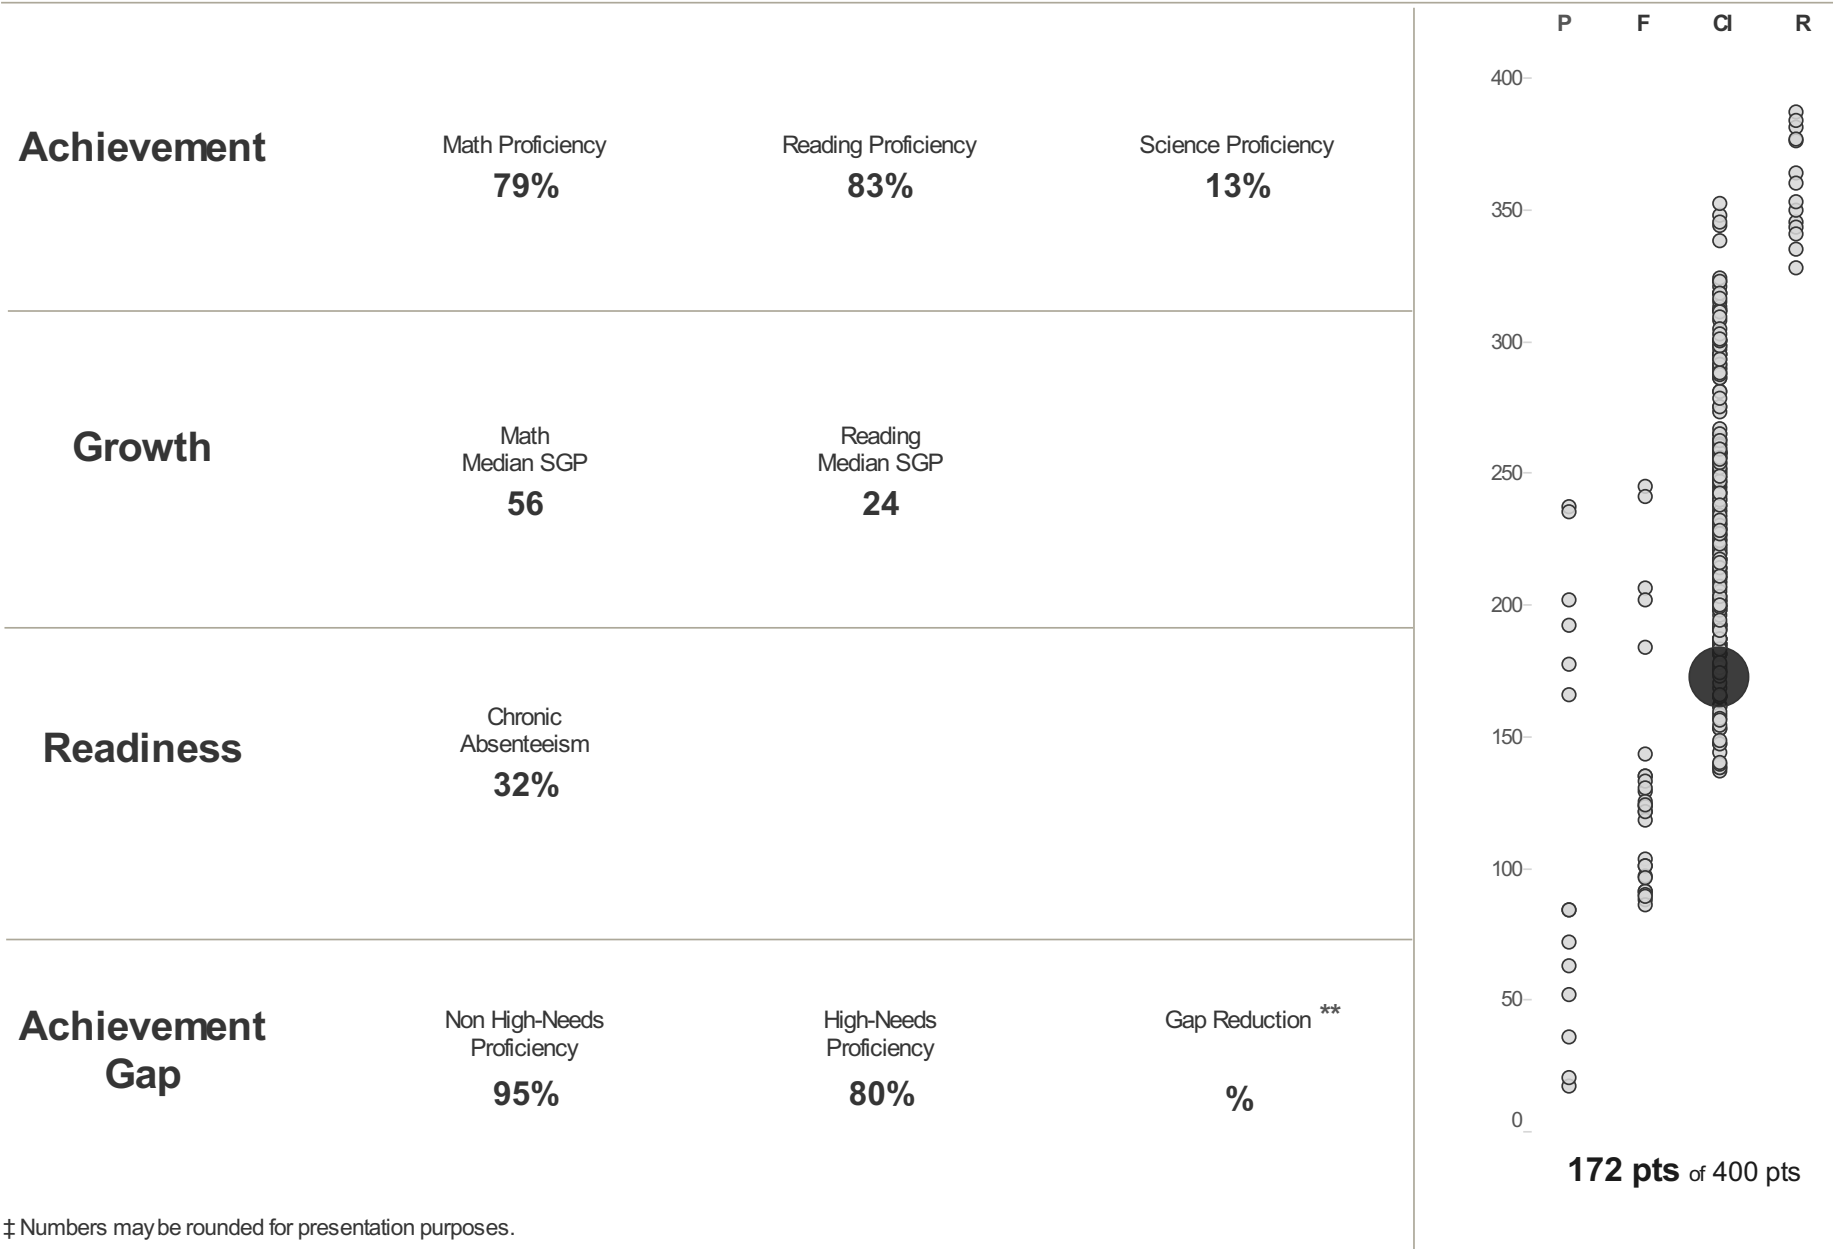 P F CI R
400
Achievement
Math Proficiency Reading Proficiency Science Proficiency
79% 83% 13%
350
300
Growth
Math Reading
Median SGP Median SGP
56 24
250
200
Readiness
Chronic
Absenteeism
32%
150
100
Achievement
Gap
Non High-Needs High-Needs Gap Reduction **
Proficiency Proficiency
95% 80% %
50
0
172 pts of 400 pts
‡ Numbers may be rounded for presentation purposes.